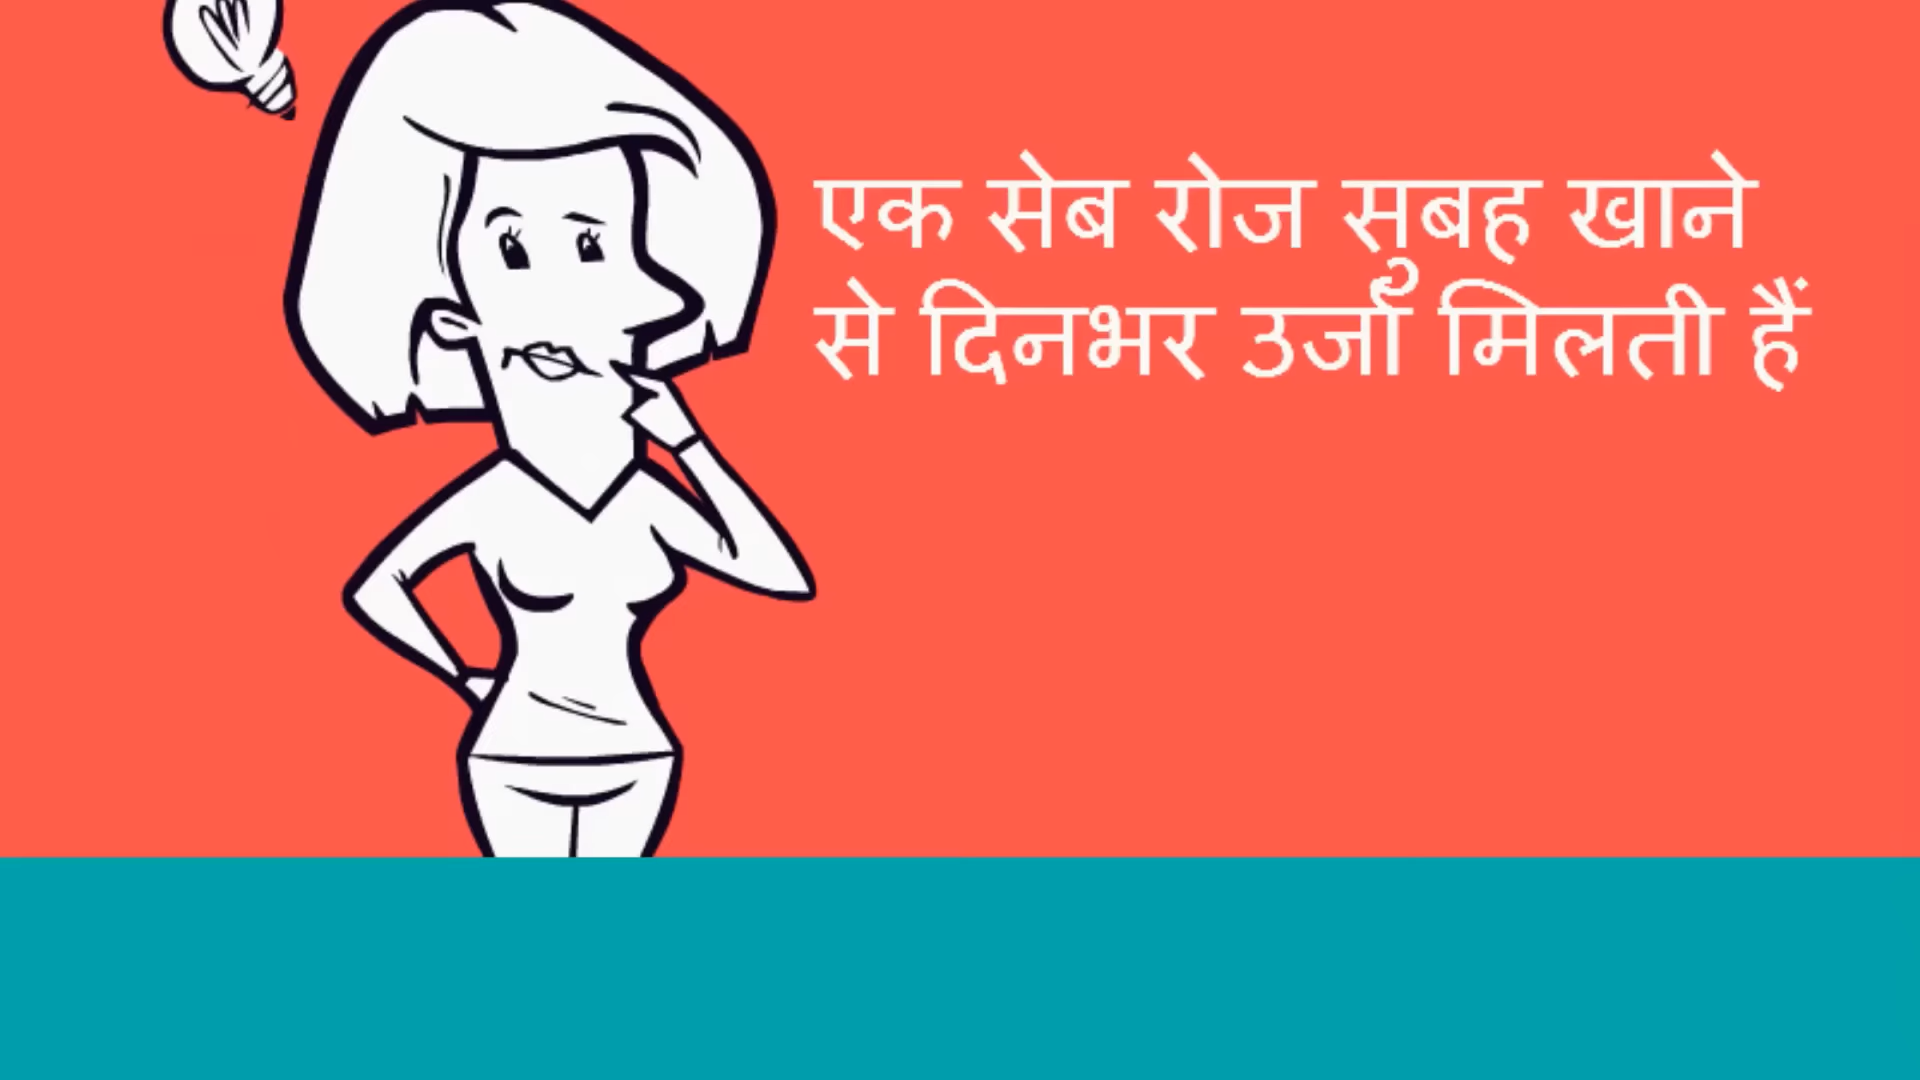 एक सेब रोज सुबह खाने
से दिनभर उर्जा मिलती हैं